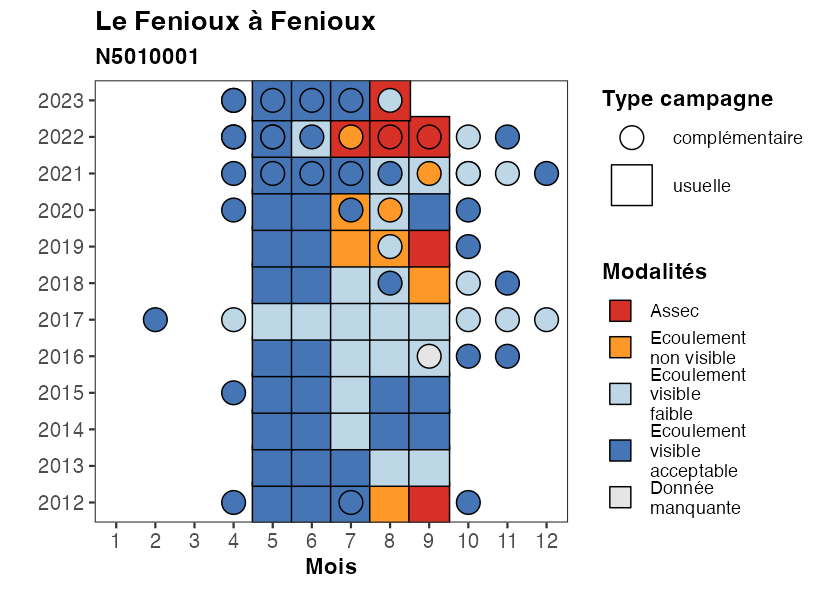 Le Fenioux à Fenioux
N5010001
2023
2022
2021
2020
2019
2018
2017
2016
2015
2014
2013
2012
1 2 3 4 5 6 7 8 9 10 11 12
Mois
Type campagne
complémentaire
usuelle
Modalités
Assec
Ecoulement
non visible
Ecoulement
visible
faible
Ecoulement
visible
acceptable
Donnée
manquante